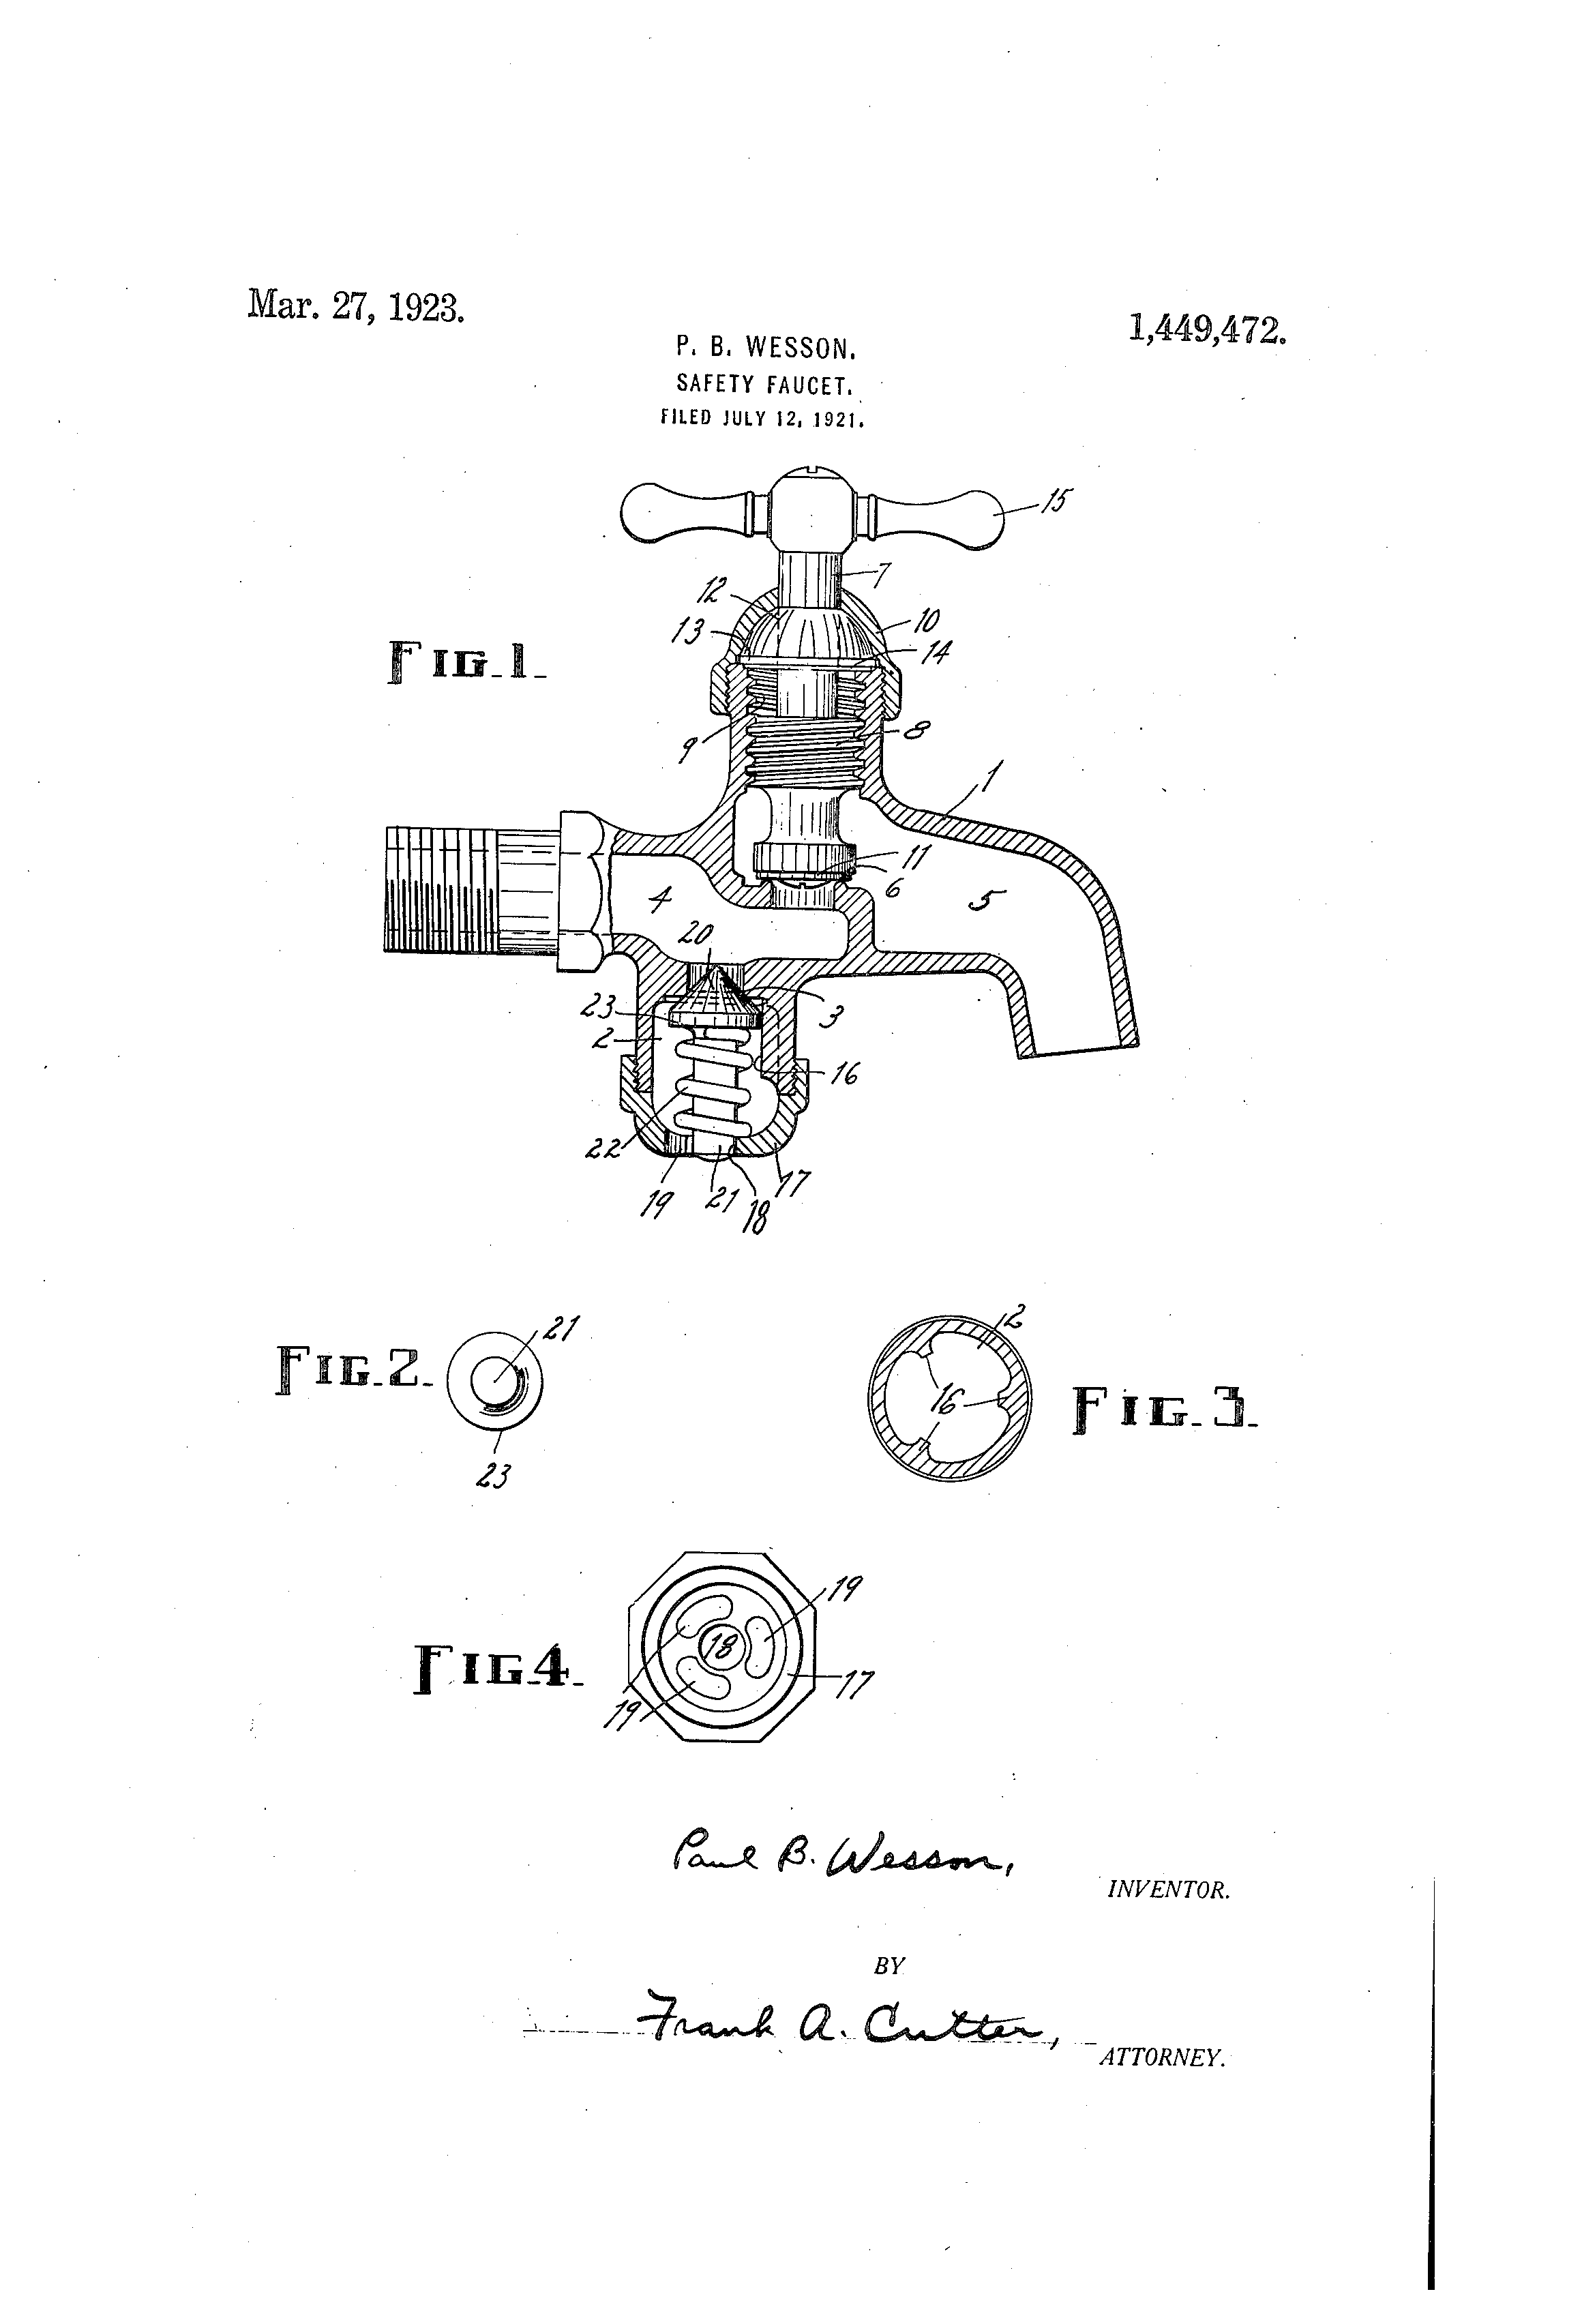 Mar. 27, 1923.
1,449,472.
P. B. WESSON.
SAFETY FAUCET.
FILED JULY 12, 1921.
15
7
12
10
13
14
FIG.1.
9
8
1
11
6
4
5
20
23
3
2
16
22
17
19
21
18
21
FIG.2.
23
2
16
FIG.3.
19
18
FIG.4.
17
19
Paul B. Wesson,
INVENTOR.
BY
Frank A. Cutter,
ATTORNEY.